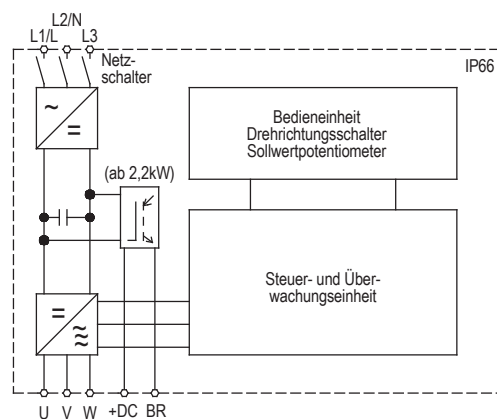 L2/N
L1/L L3
Netz-
schalter
IP66
Bedieneinheit
Drehrichtungsschalter
Sollwertpotentiometer
(ab 2,2kW)
Steuer- und Über-
wachungseinheit
U V W +DC BR